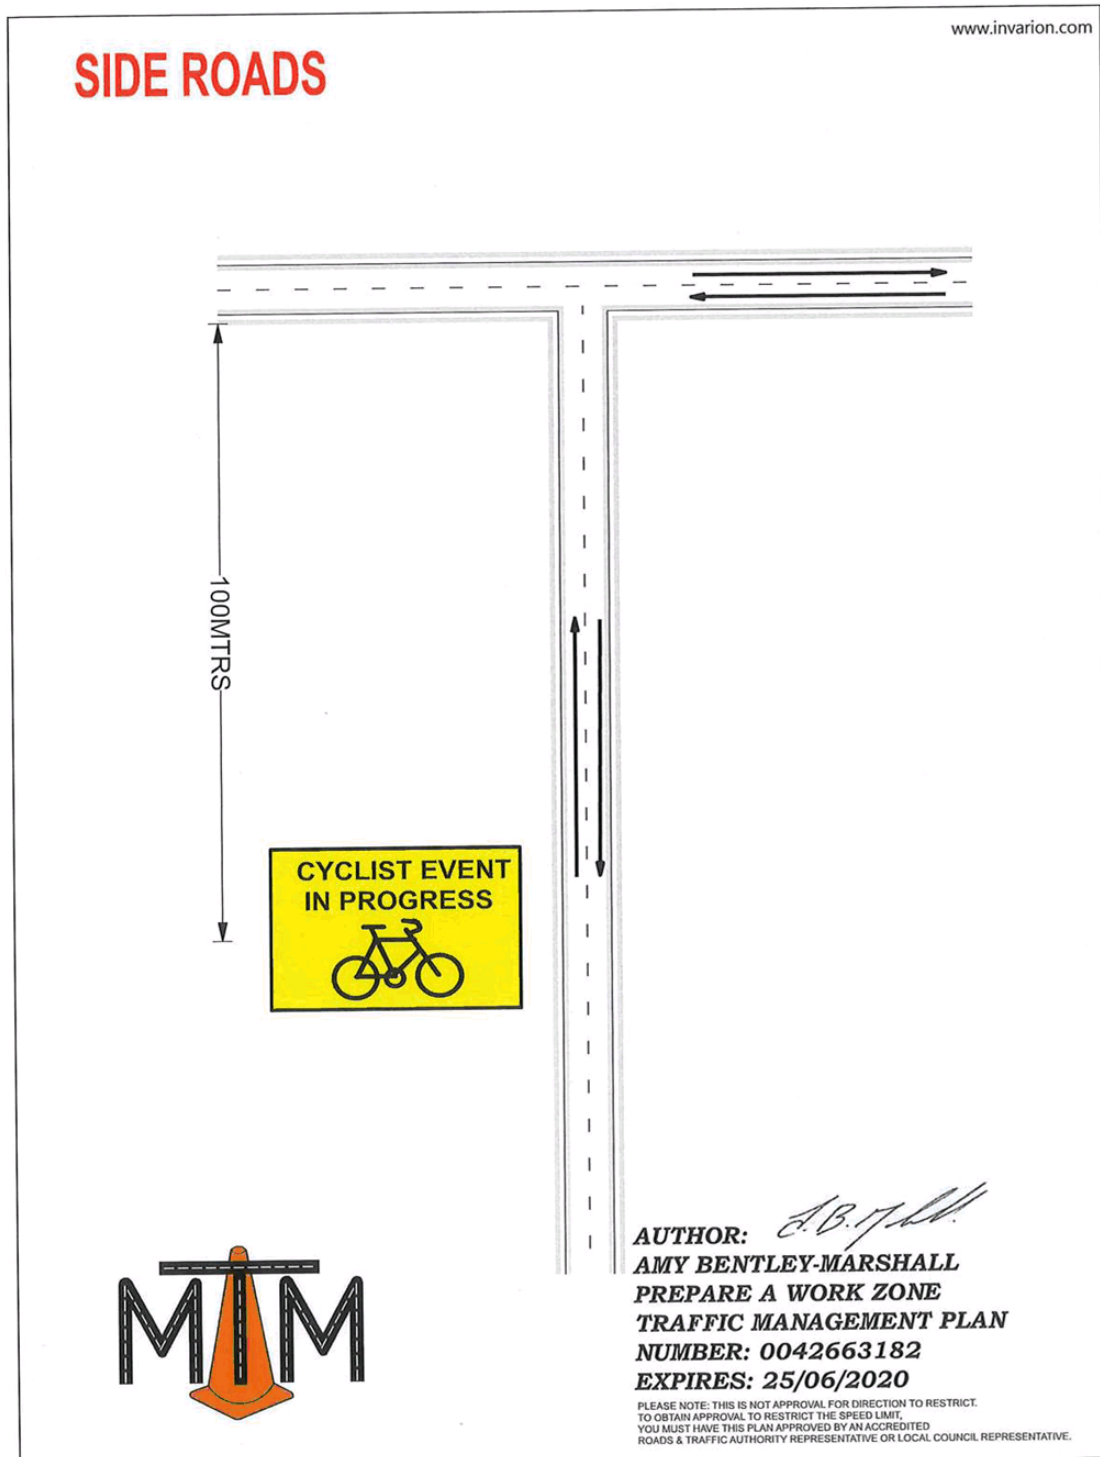 www.invarion.com
SIDE ROADS
100MTRS
CYCLIST EVENT
IN PROGRESS
MTM
AUTHOR:
AMY BENTLEY-MARSHALL
PREPARE A WORK ZONE
TRAFFIC MANAGEMENT PLAN
NUMBER: 0042663182
EXPIRES: 25/06/2020
PLEASE NOTE: THIS IS NOT APPROVAL FOR DIRECTION TO RESTRICT.
TO OBTAIN APPROVAL TO RESTRICT THE SPEED LIMIT,
YOU MUST HAVE THIS PLAN APPROVED BY AN ACCREDITED
ROADS & TRAFFIC AUTHORITY REPRESENTATIVE OR LOCAL COUNCIL REPRESENTATIVE.